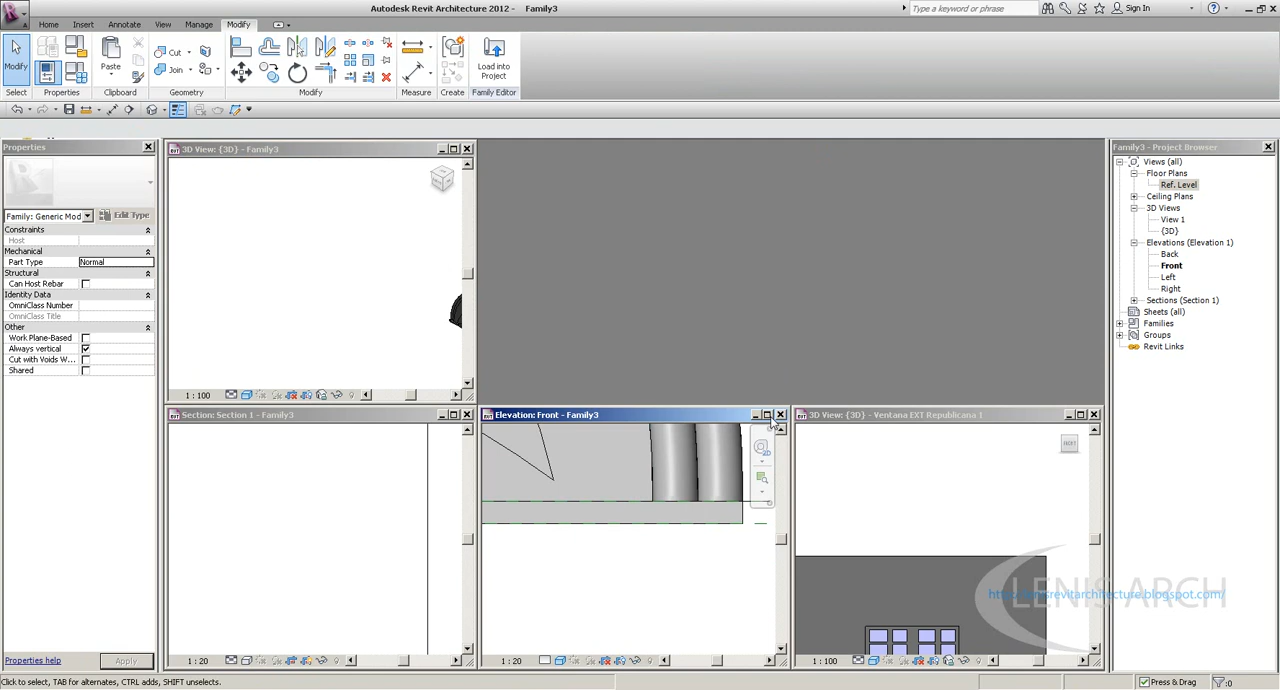 Autodesk Revit Architecture 2012 -    Family3
Type a keyword or phrase
Sign In
Home Insert Annotate View Manage Modify
Modify
Paste
Cut
Join
Load into
Project
Select Properties Clipboard Geometry Modify Measure Create Family Editor
Properties
Family: Generic Mod
Edit Type
Constraints
Host
Mechanical
Part Type Normal
Structural
Can Host Rebar
Identity Data
OmniClass Number
OmniClass Title
Other
Work Plane-Based
Always vertical
Cut with Voids W...
Shared
Properties help
Apply
3D View: {3D} - Family3
1 : 100
Section: Section 1 - Family3
1 : 20
Elevation: Front - Family3
1 : 20
3D View: {3D} - Ventana EXT Republicana 1
1 : 100
Family3 - Project Browser
Views (all)
Floor Plans
Ref. Level
Ceiling Plans
3D Views
View 1
{3D}
Elevations (Elevation 1)
Back
Front
Left
Right
Sections (Section 1)
Sheets (all)
Families
Groups
Revit Links
LENIS ARCH
http://lenisrevitarchitecture.blogspot.com/
Click to select, TAB for alternates, CTRL adds, SHIFT unselects.
Press & Drag
:0